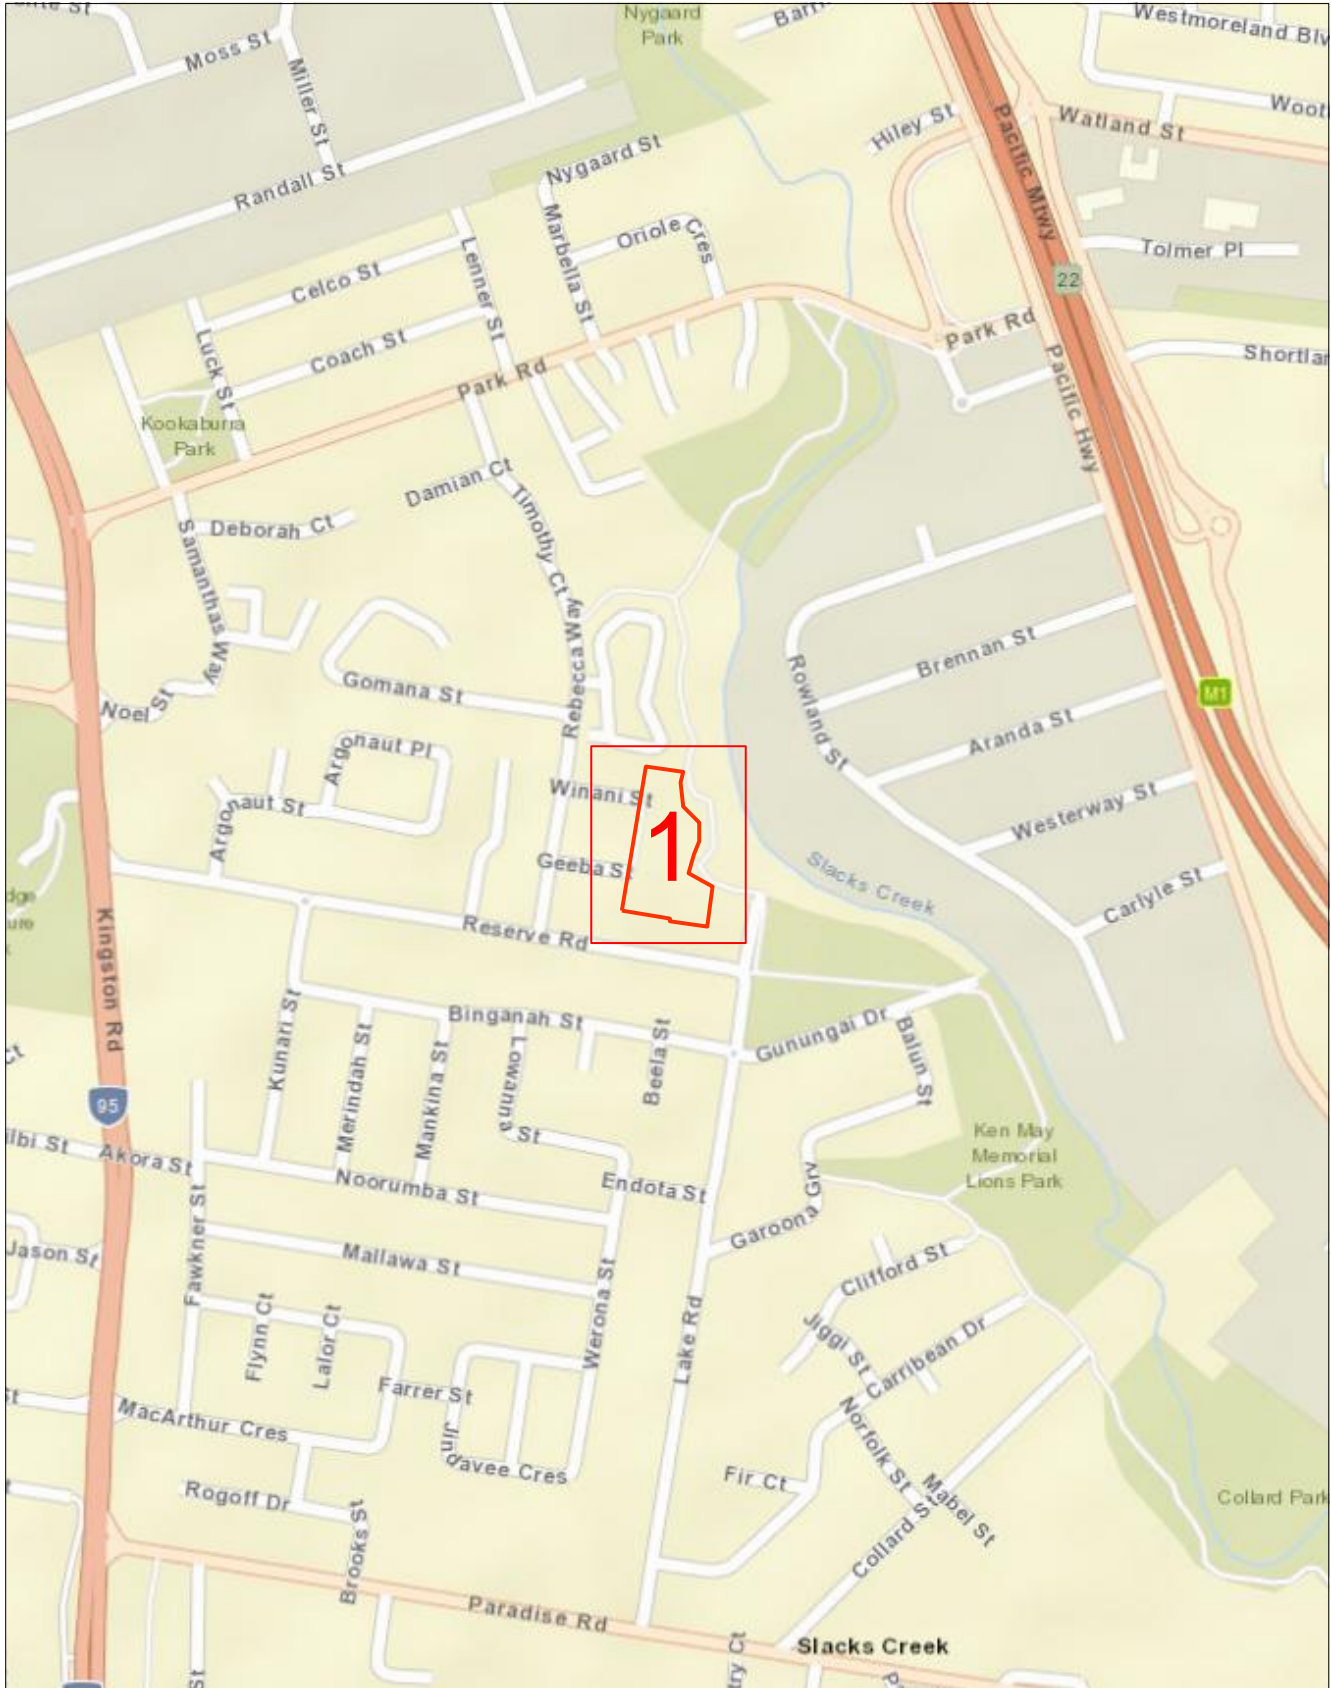 Nygaard
Park
Westmoreland Blv
Moss St
Miller St
Hiley St
Pacific Mtwy
Watland St
Randall St
Nygaard St
Marbella St
Oriole Cres
Tolmer Pl
22
Lenner St
Celco St
Luck St
Coach St
Park Rd
Park Rd
Pacific Hwy
Kookaburra
Park
Damian Ct
Timothy Ct
Deborah Ct
Samanthas Way
Rebecca Way
Gomana St
Noel St
Rowland St
Brennan St
M1
Argonaut Pl
Aranda St
Winani St
Argonaut St
1
Westerway St
Geeba St
Slacks Creek
Carlyle St
Kingston Rd
Reserve Rd
Kunari St
Binganah St
Merindah St
Mankina St
Lowanna St
Beela St
Gunungai Dr
Balun St
95
Akora St
Ken May
Memorial
Lions Park
Noorumba St
Endota St
Fawkner St
Garoona Grv
Jason St
Mallawa St
Clifford St
Werona St
Flynn Ct
Lalor Ct
Lake Rd
Jiggi St
Carribean Dr
Farrer St
MacArthur Cres
Norfolk St
Jindavee Cres
Fir Ct
Mabel St
Rogoff Dr
Collard Park
Brooks St
Collard St
Paradise Rd
Slacks Creek